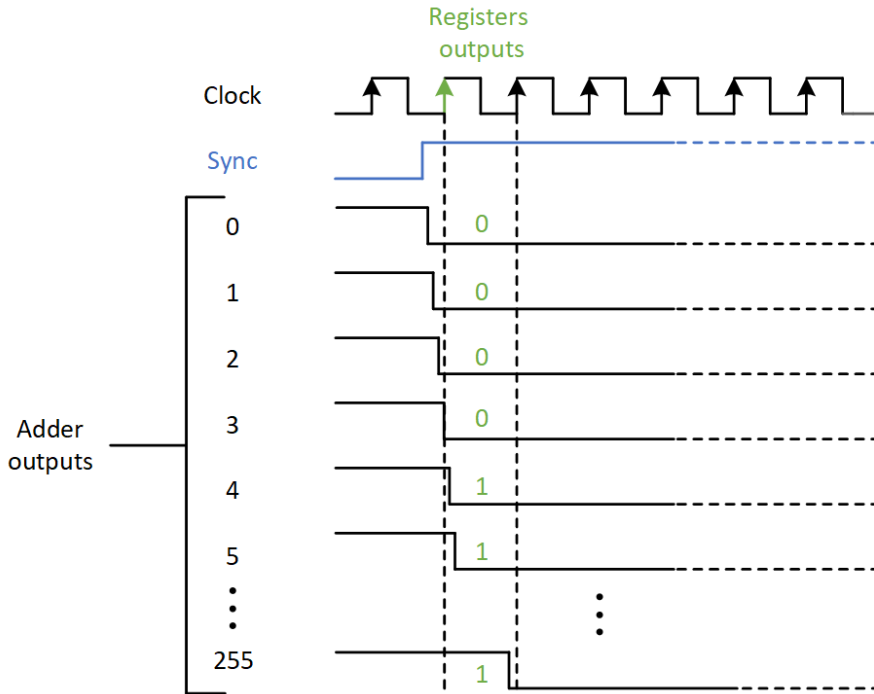 Registers
outputs
Clock
Sync
0 0
1 0
2 0
3 0
Adder
outputs
4 1
5 1
255 1